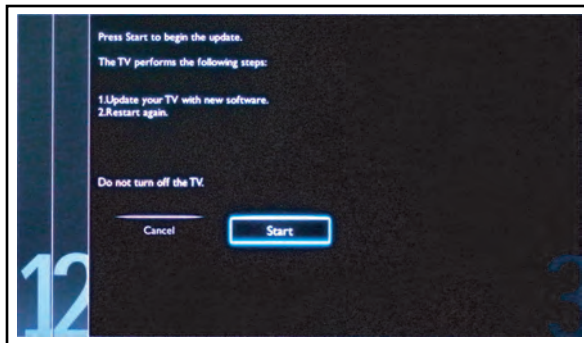 Press Start to begin the update.
The TV performs the following steps:
1.Update your TV with new software.
2.Restart again.
Do not turn off the TV.
Cancel
Start
12
3